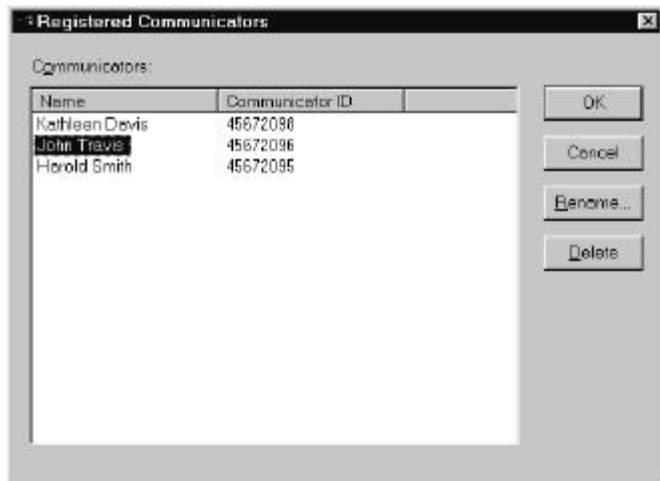 Registered Communicators
Communicators:
Name Communicator ID
Kathleen Davis 45672098
John Travis 45672096
Harold Smith 45672095
OK
Cancel
Rename...
Delete